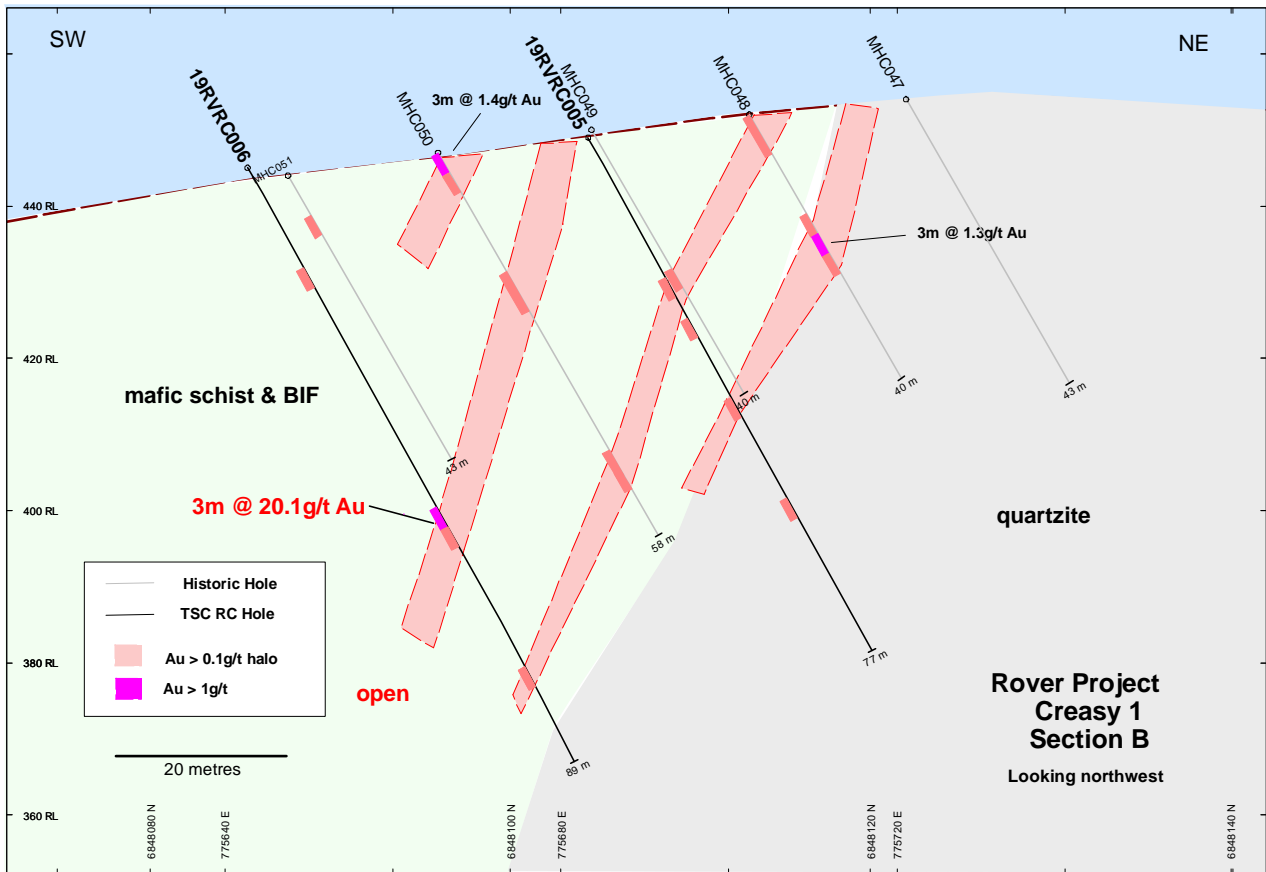 SW
NE
19RVRC006
MHC051
MHC050
3m @ 1.4g/t Au
19RVRC005
MHC049
MHC048
MHC047
440 RL
3m @ 1.3g/t Au
420 RL
mafic schist & BIF
40 m
43 m
40 m
43 m
3m @ 20.1g/t Au
400 RL
quartzite
58 m
Historic Hole
TSC RC Hole
Au > 0.1g/t halo
Au > 1g/t
380 RL
77 m
open
Rover Project
Creasy 1
Section B
Looking northwest
20 metres
89 m
360 RL
6848080 N
775640 E
6848100 N
775680 E
6848120 N
775720 E
6848140 N